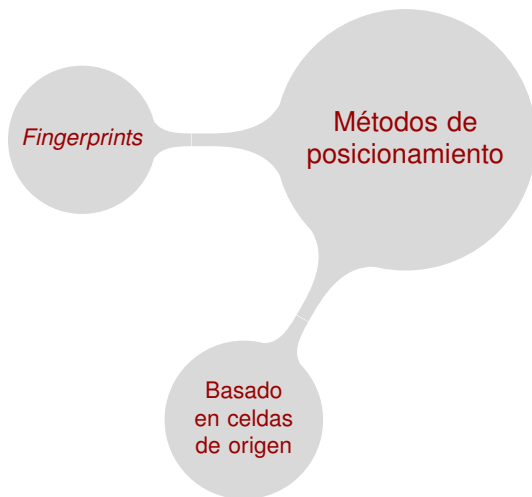 Métodos de
posicionamiento
Fingerprints
Basado
en celdas
de origen